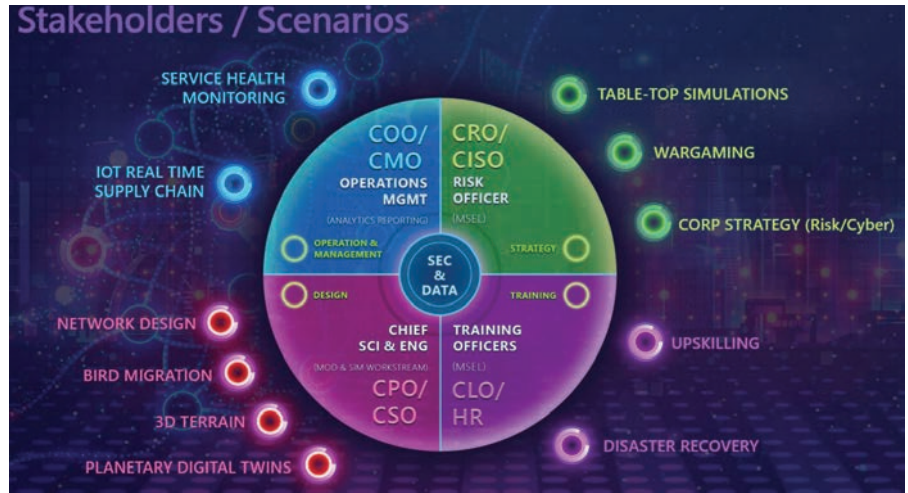 Stakeholders / Scenarios
SERVICE HEALTH
MONITORING
IOT REAL TIME
SUPPLY CHAIN
COO/
CMO
OPERATIONS
MGMT
(ANALYTICS REPORTING)
OPERATION &
MANAGEMENT
CRO/
CISO
RISK
OFFICER
(MSEL)
STRATEGY
TABLE-TOP SIMULATIONS
WARGAMING
CORP STRATEGY (Risk/Cyber)
SEC
&
DATA
DESIGN
CHIEF
SCI & ENG
(MOD & SIM WORKSTREAM)
CPO/
CSO
TRAINING
TRAINING
OFFICERS
(MSEL)
CLO/
HR
NETWORK DESIGN
BIRD MIGRATION
3D TERRAIN
PLANETARY DIGITAL TWINS
UPSKILLING
DISASTER RECOVERY